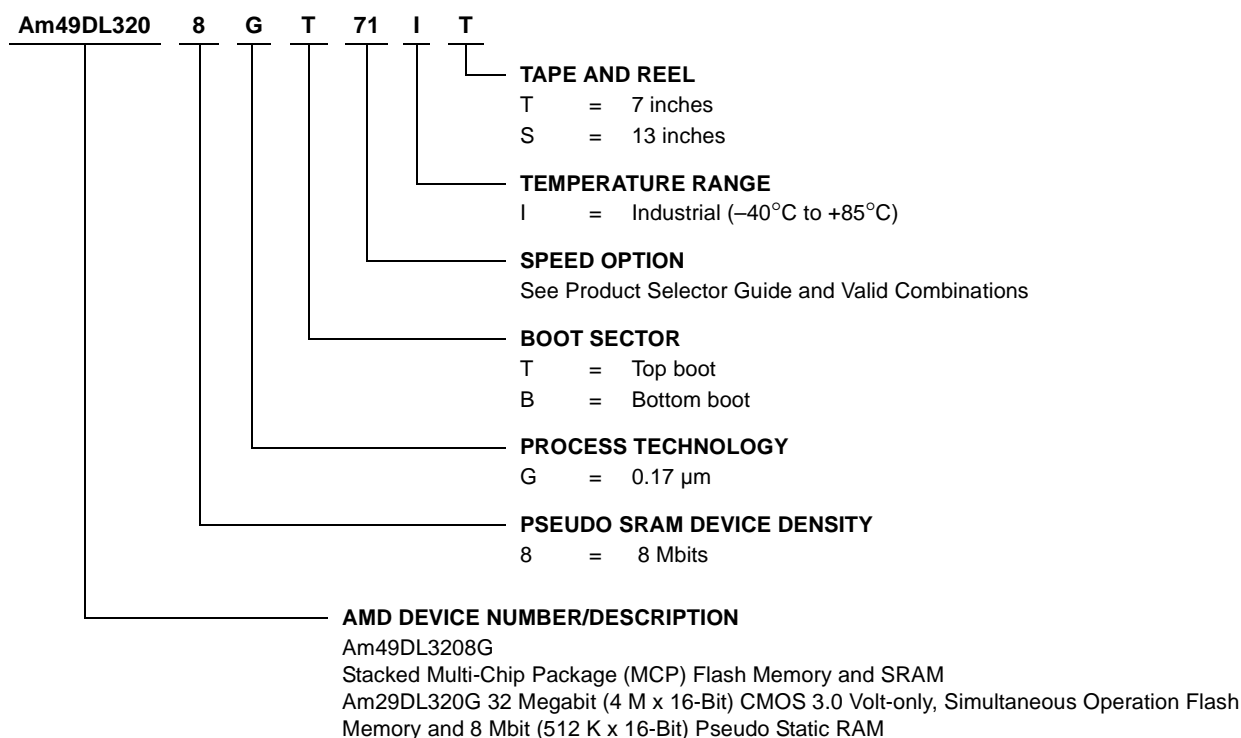 Am49DL320 8 G T 71 I T
TAPE AND REEL
T = 7 inches
S = 13 inches
TEMPERATURE RANGE
I = Industrial (–40°C to +85°C)
SPEED OPTION
See Product Selector Guide and Valid Combinations
BOOT SECTOR
T = Top boot
B = Bottom boot
PROCESS TECHNOLOGY
G = 0.17 µm
PSEUDO SRAM DEVICE DENSITY
8 = 8 Mbits
AMD DEVICE NUMBER/DESCRIPTION
Am49DL3208G
Stacked Multi-Chip Package (MCP) Flash Memory and SRAM
Am29DL320G 32 Megabit (4 M x 16-Bit) CMOS 3.0 Volt-only, Simultaneous Operation Flash
Memory and 8 Mbit (512 K x 16-Bit) Pseudo Static RAM